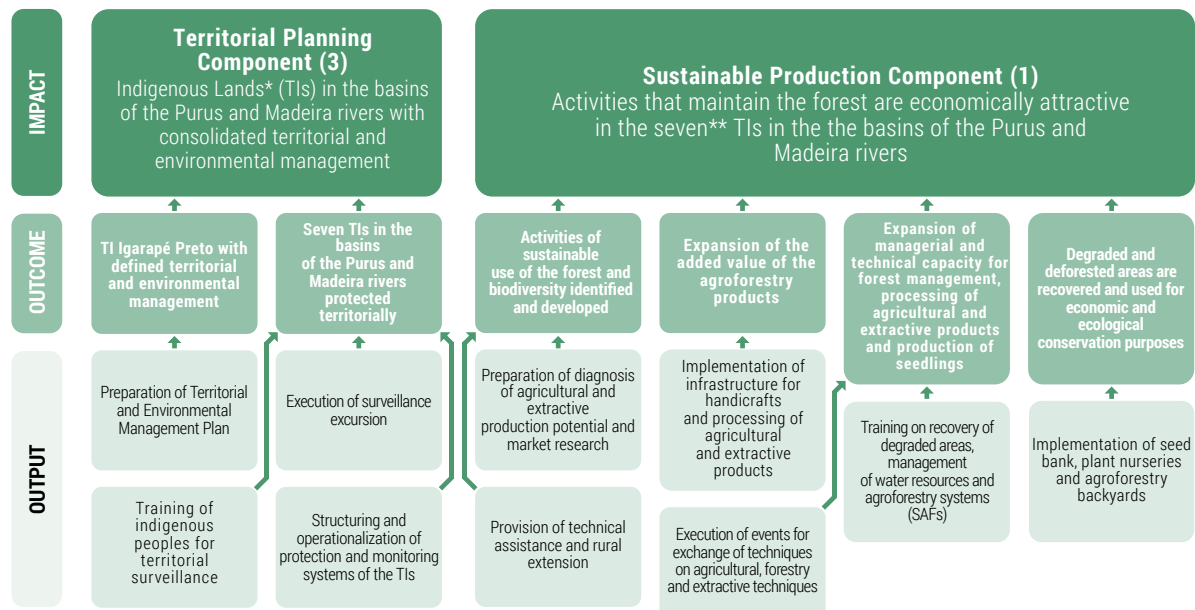 IMPACT
Territorial Planning
Component (3)
Indigenous Lands* (TIs) in the basins
of the Purus and Madeira rivers with
consolidated territorial and
environmental management
Sustainable Production Component (1)
Activities that maintain the forest are economically attractive
in the seven** TIs in the the basins of the Purus and
Madeira rivers
OUTCOME
TI Igarapé Preto with
defined territorial
and environmental
management
Seven TIs in the
basins
of the Purus and
Madeira rivers
protected
territorially
Activities of
sustainable
use of the forest and
biodiversity identified
and developed
Expansion of the
added value of the
agroforestry
products
Expansion of
managerial and
technical capacity for
forest management,
processing of
agricultural and
extractive products
and production of
seedlings
Degraded and
deforested areas are
recovered and used for
economic and
ecological
conservation purposes
OUTPUT
Preparation of Territorial
and Environmental
Management Plan
Execution of surveillance
excursion
Preparation of diagnosis
of agricultural and
extractive
production potential and
market research
Implementation of
infrastructure for
handicrafts
and processing of
agricultural
and extractive
products
Training on recovery of
degraded areas,
management
of water resources and
agroforestry systems
(SAFs)
Implementation of seed
bank, plant nurseries
and agroforestry
backyards
Training of
indigenous
peoples for
territorial
surveillance
Structuring and
operationalization of
protection and monitoring
systems of the TIs
Provision of technical
assistance and rural
extension
Execution of events for
exchange of techniques
on agricultural, forestry
and extractive techniques